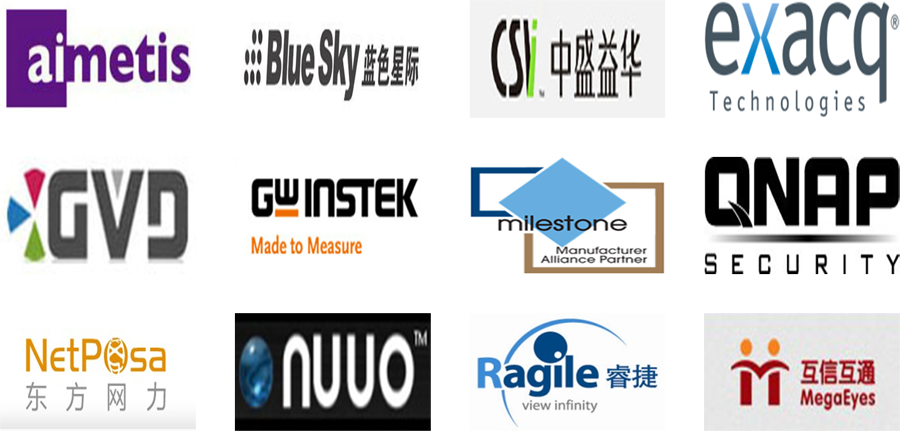 aimetis
Blue Sky 蓝色星际
CSVi™ 中盛益华
exacq®
Technologies
GVD
GW INSTEK
Made to Measure
milestone
Manufacturer
Alliance Partner
QNAP
SECURITY
NetPosa
东方网力
nuuo™
Ragile 睿捷
view infinity
互信互通
MegaEyes